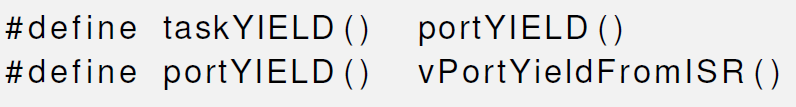 #define taskYIELD() portYIELD()
#define portYIELD() vPortYieldFromISR()